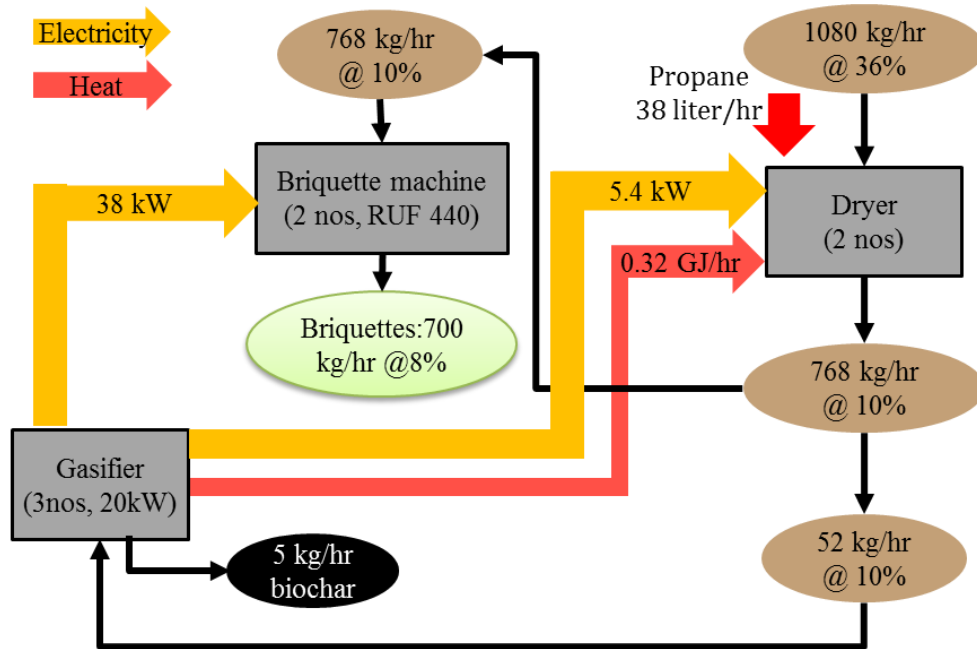 Electricity
Heat
768 kg/hr
@ 10%
1080 kg/hr
@ 36%
Propane
38 liter/hr
38 kW
Briquette machine
(2 nos, RUF 440)
5.4 kW
Dryer
(2 nos)
0.32 GJ/hr
Briquettes:700
kg/hr @8%
768 kg/hr
@ 10%
Gasifier
(3nos, 20kW)
5 kg/hr
biochar
52 kg/hr
@ 10%